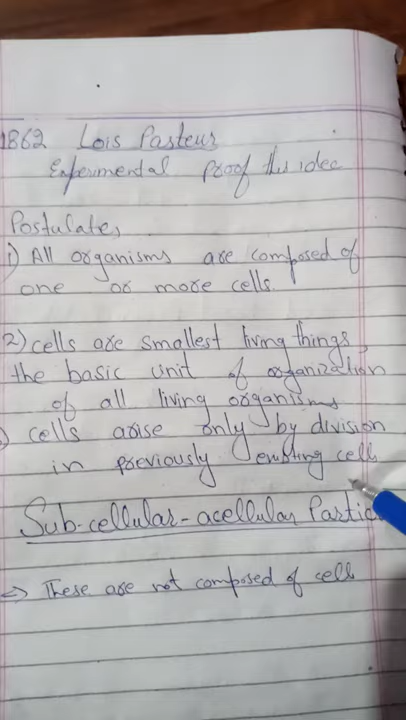 1862 Lois Pasteur
Experimental Proof this idea
Postulates
1) All organisms are composed of
one or more cells.
2) cells are smallest living things,
the basic unit of organization
of all living organisms
cells arise only by division
in previously existing cell
Sub-cellular-acellular Partic
=> These are not composed of cell